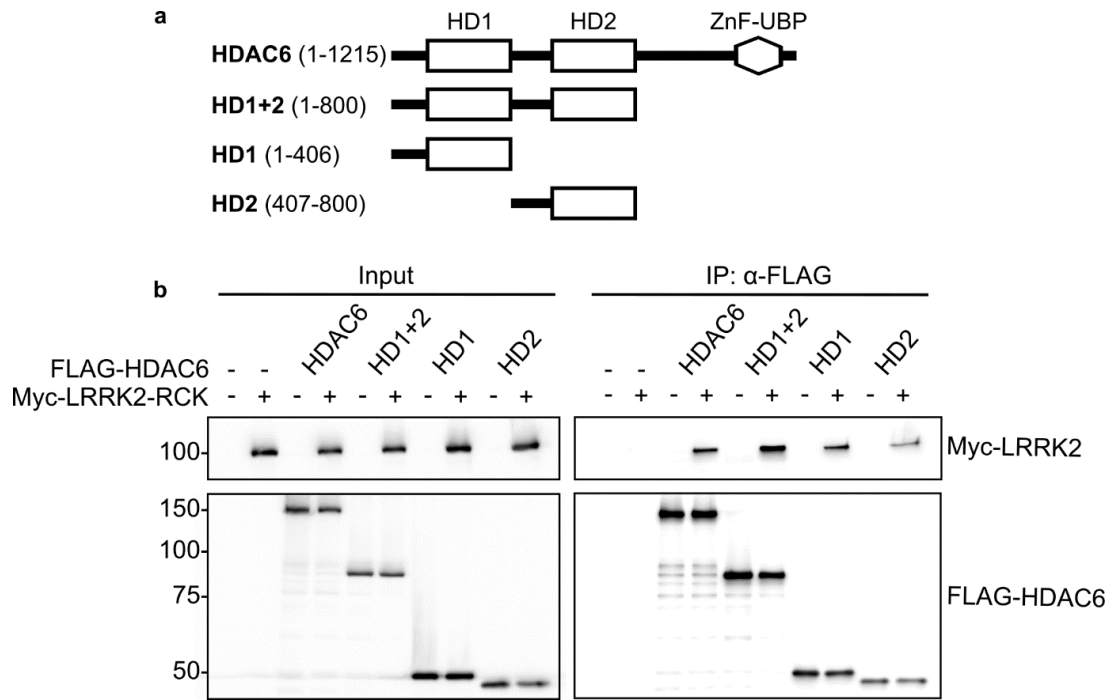 a
HD1 HD2 ZnF-UBP
HDAC6 (1-1215)
HD1+2 (1-800)
HD1 (1-406)
HD2 (407-800)
b
Input IP: α-FLAG
HDAC6 HD1+2 HD1 HD2 HDAC6 HD1+2 HD1 HD2
FLAG-HDAC6 - - - -
Myc-LRRK2-RCK - + - + - + - + - + - + - + - + - + - +
100 Myc-LRRK2
150
100
75 FLAG-HDAC6
50